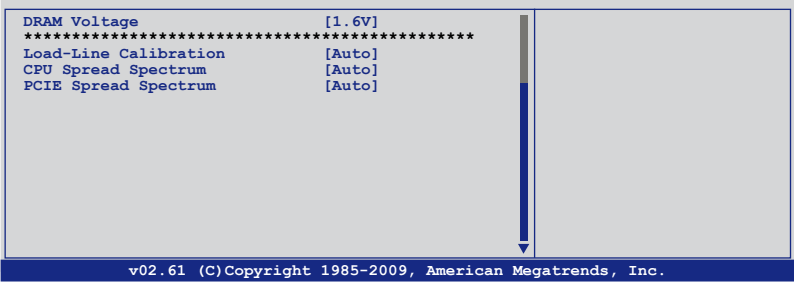 DRAM Voltage [1.6V]
***********************************************
Load-Line Calibration [Auto]
CPU Spread Spectrum [Auto]
PCIE Spread Spectrum [Auto]
v02.61 (C)Copyright 1985-2009, American Megatrends, Inc.